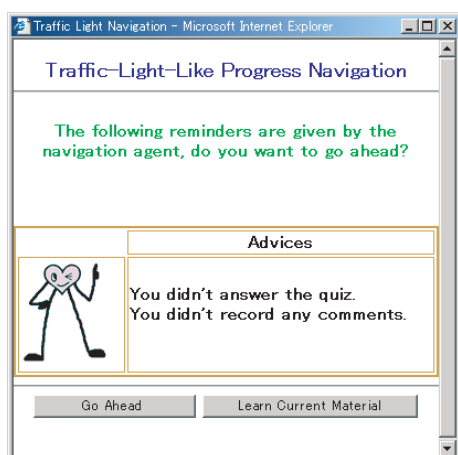 Traffic Light Navigation - Microsoft Internet Explorer
Traffic-Light-Like Progress Navigation
The following reminders are given by the
navigation agent, do you want to go ahead?
Advices
You didn't answer the quiz.
You didn't record any comments.
Go Ahead
Learn Current Material